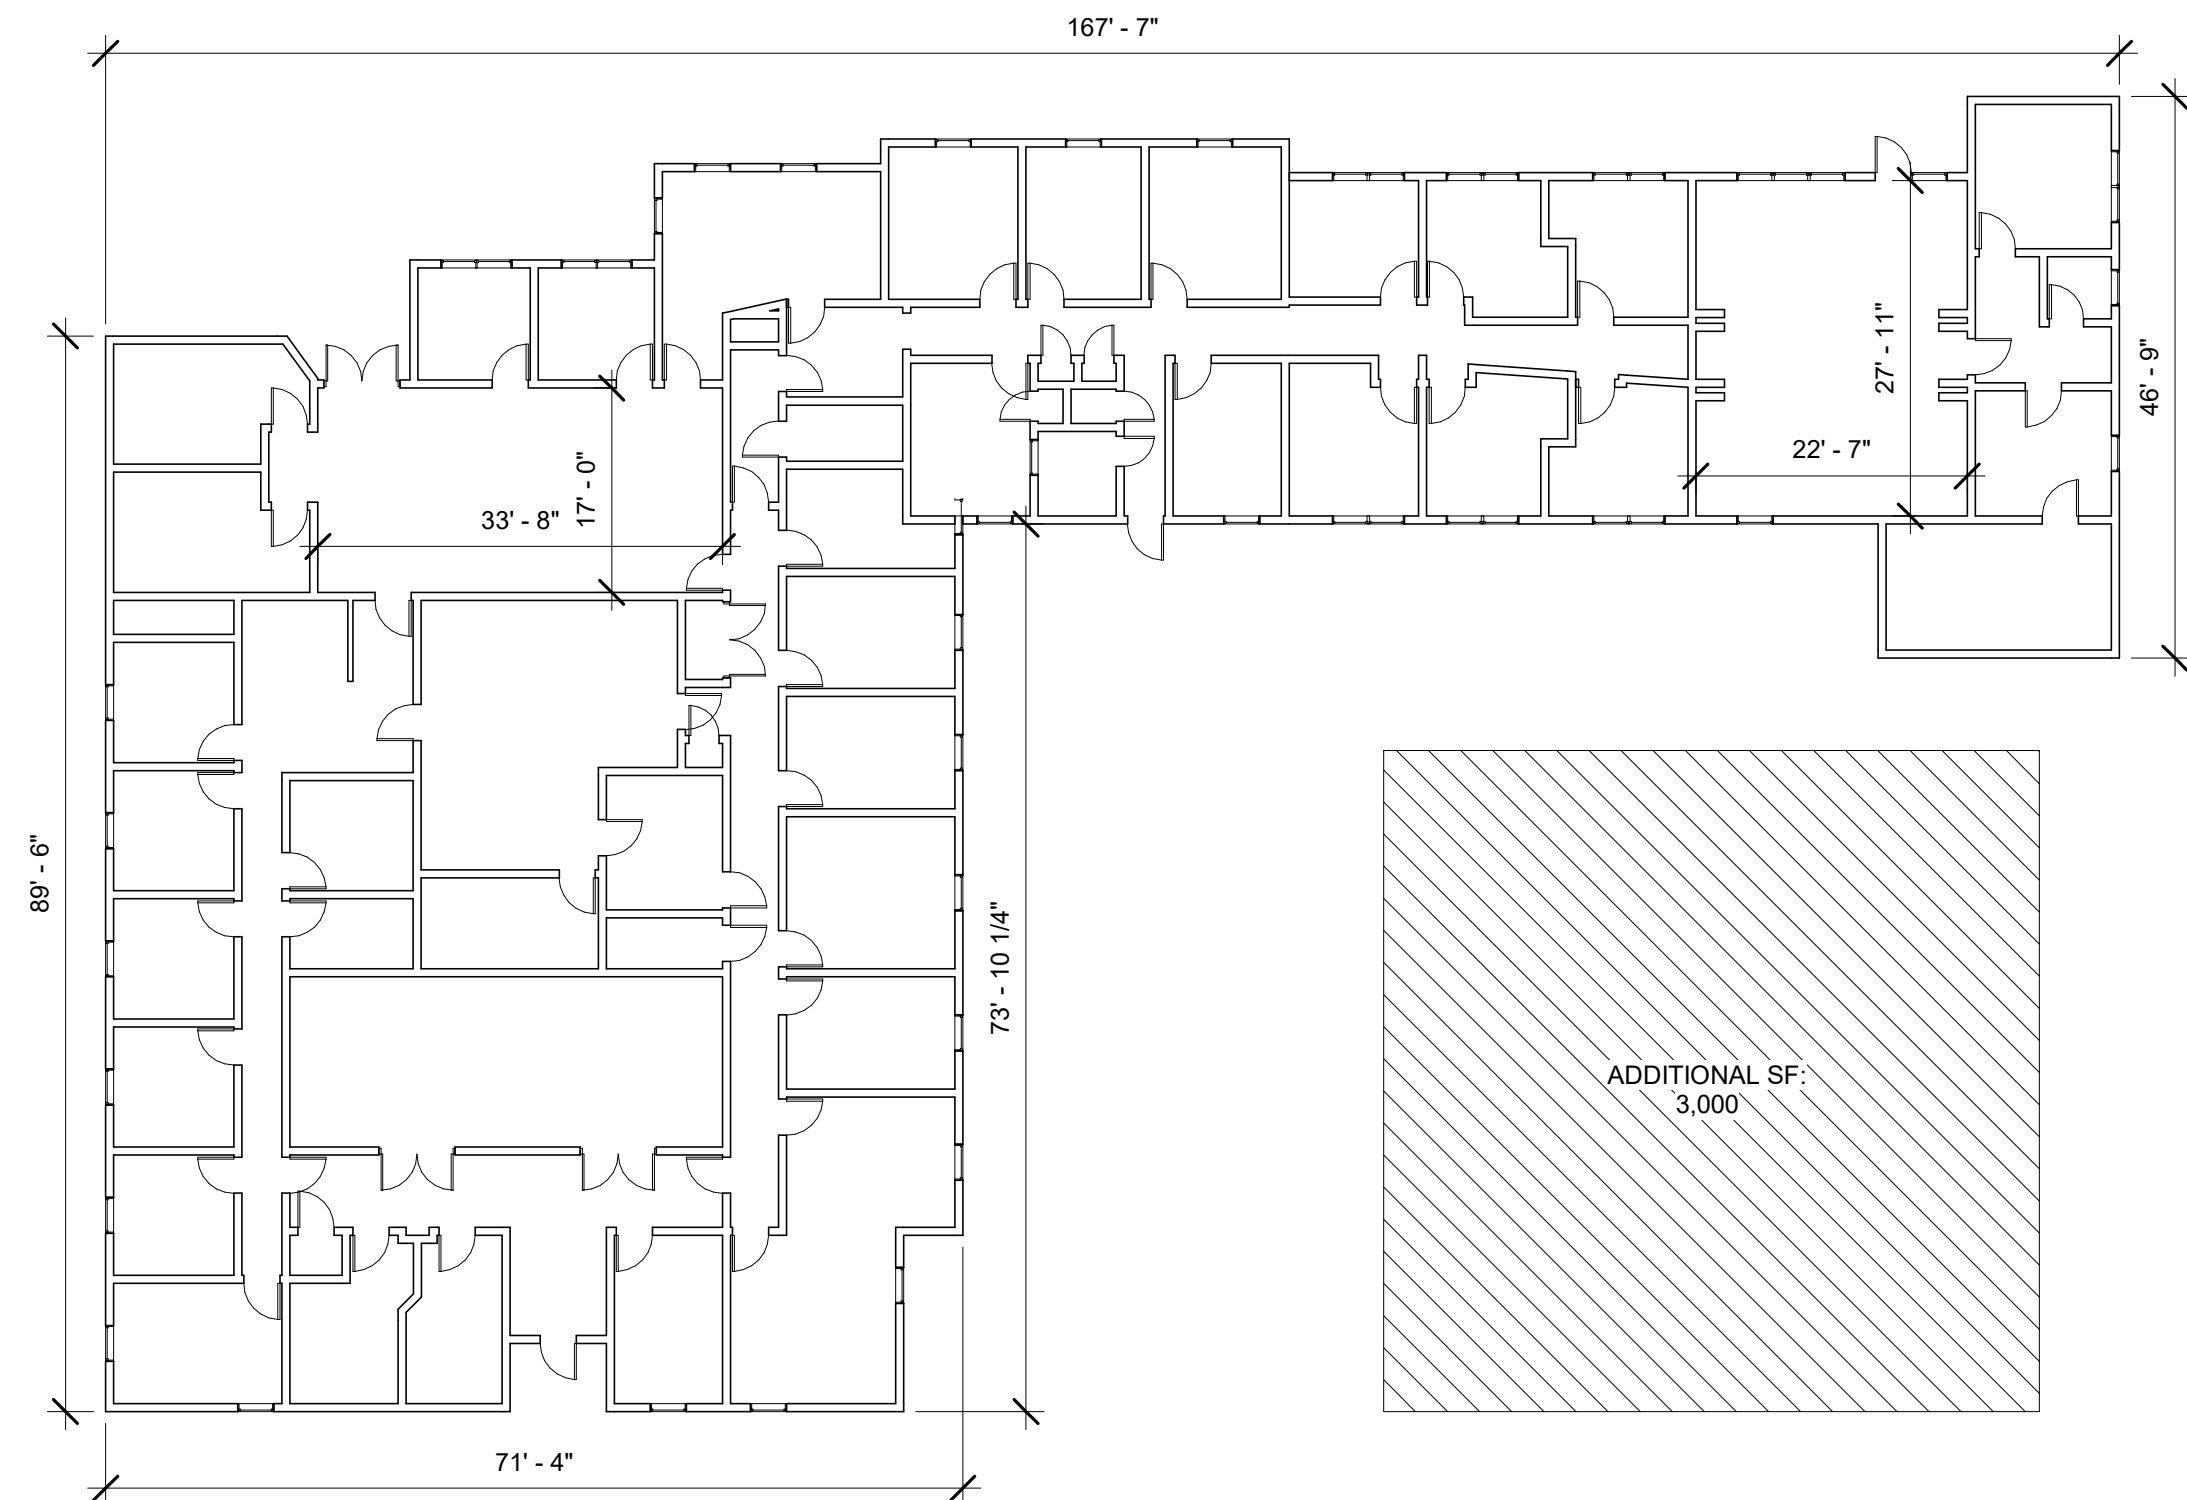 167' - 7"
27' - 11"
46' - 9"
22' - 7"
17' - 0"
33' - 8"
89' - 6"
73' - 10 1/4"
ADDITIONAL SF:
3,000
71' - 4"